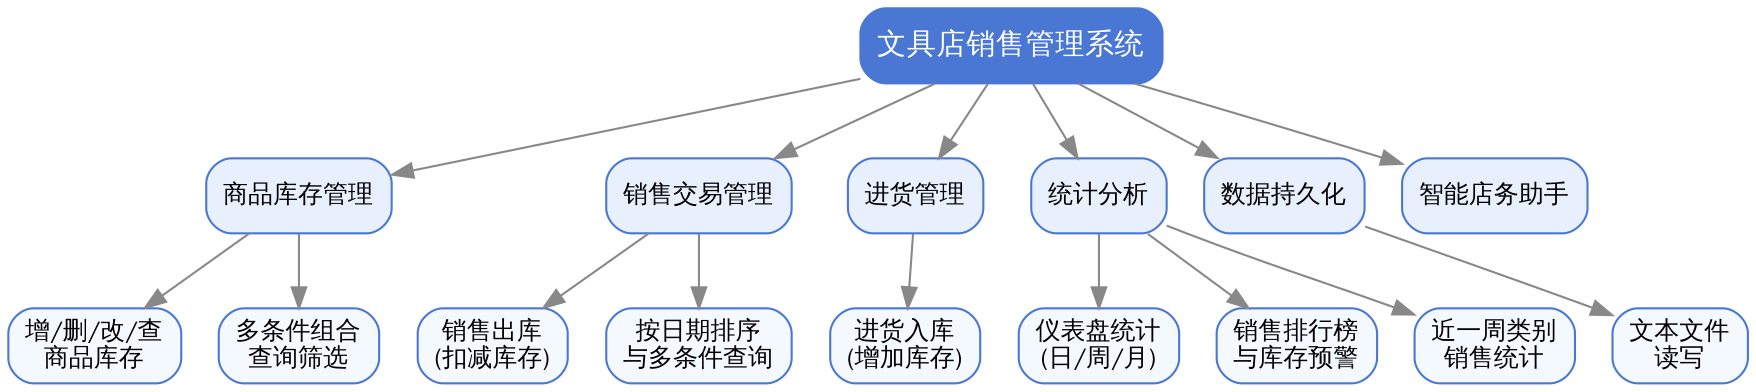 文具店销售管理系统
商品库存管理
销售交易管理
进货管理
统计分析
数据持久化
智能店务助手
增/删/改/查
商品库存
多条件组合
查询筛选
销售出库
(扣减库存)
按日期排序
与多条件查询
进货入库
(增加库存)
仪表盘统计
(日/周/月)
销售排行榜
与库存预警
近一周类别
销售统计
文本文件
读写